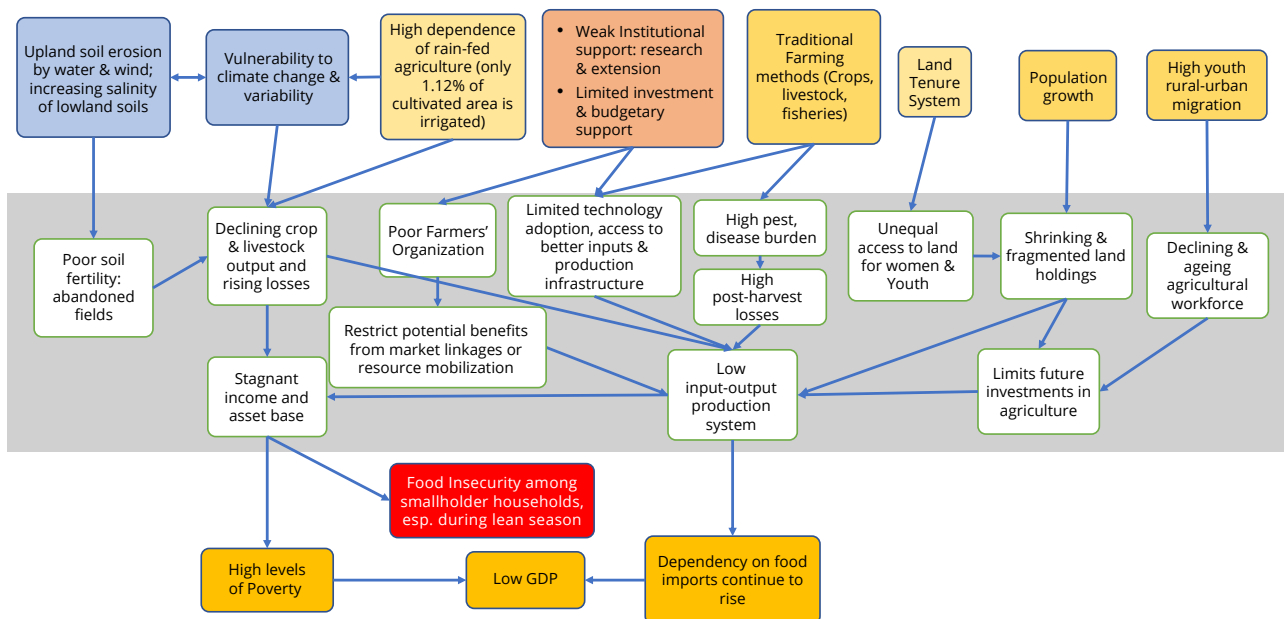 Upland soil erosion
by water & wind;
increasing salinity
of lowland soils
Vulnerability to
climate change &
variability
High dependence
of rain-fed
agriculture (only
1.12% of
cultivated area is
irrigated)
• Weak Institutional
support: research
& extension
• Limited investment
& budgetary
support
Traditional
Farming
methods (Crops,
livestock,
fisheries)
Land
Tenure
System
Population
growth
High youth
rural-urban
migration
Poor soil
fertility:
abandoned
fields
Declining crop
& livestock
output and
rising losses
Poor Farmers’
Organization
Limited technology
adoption, access to
better inputs &
production
infrastructure
High pest,
disease burden
High
post-harvest
losses
Unequal
access to land
for women &
Youth
Shrinking &
fragmented land
holdings
Declining &
ageing
agricultural
workforce
Stagnant
income and
asset base
Restrict potential benefits
from market linkages or
resource mobilization
Low
input-output
production
system
Limits future
investments in
agriculture
Food Insecurity among
smallholder households,
esp. during lean season
High levels
of Poverty
Low GDP
Dependency on food
imports continue to
rise